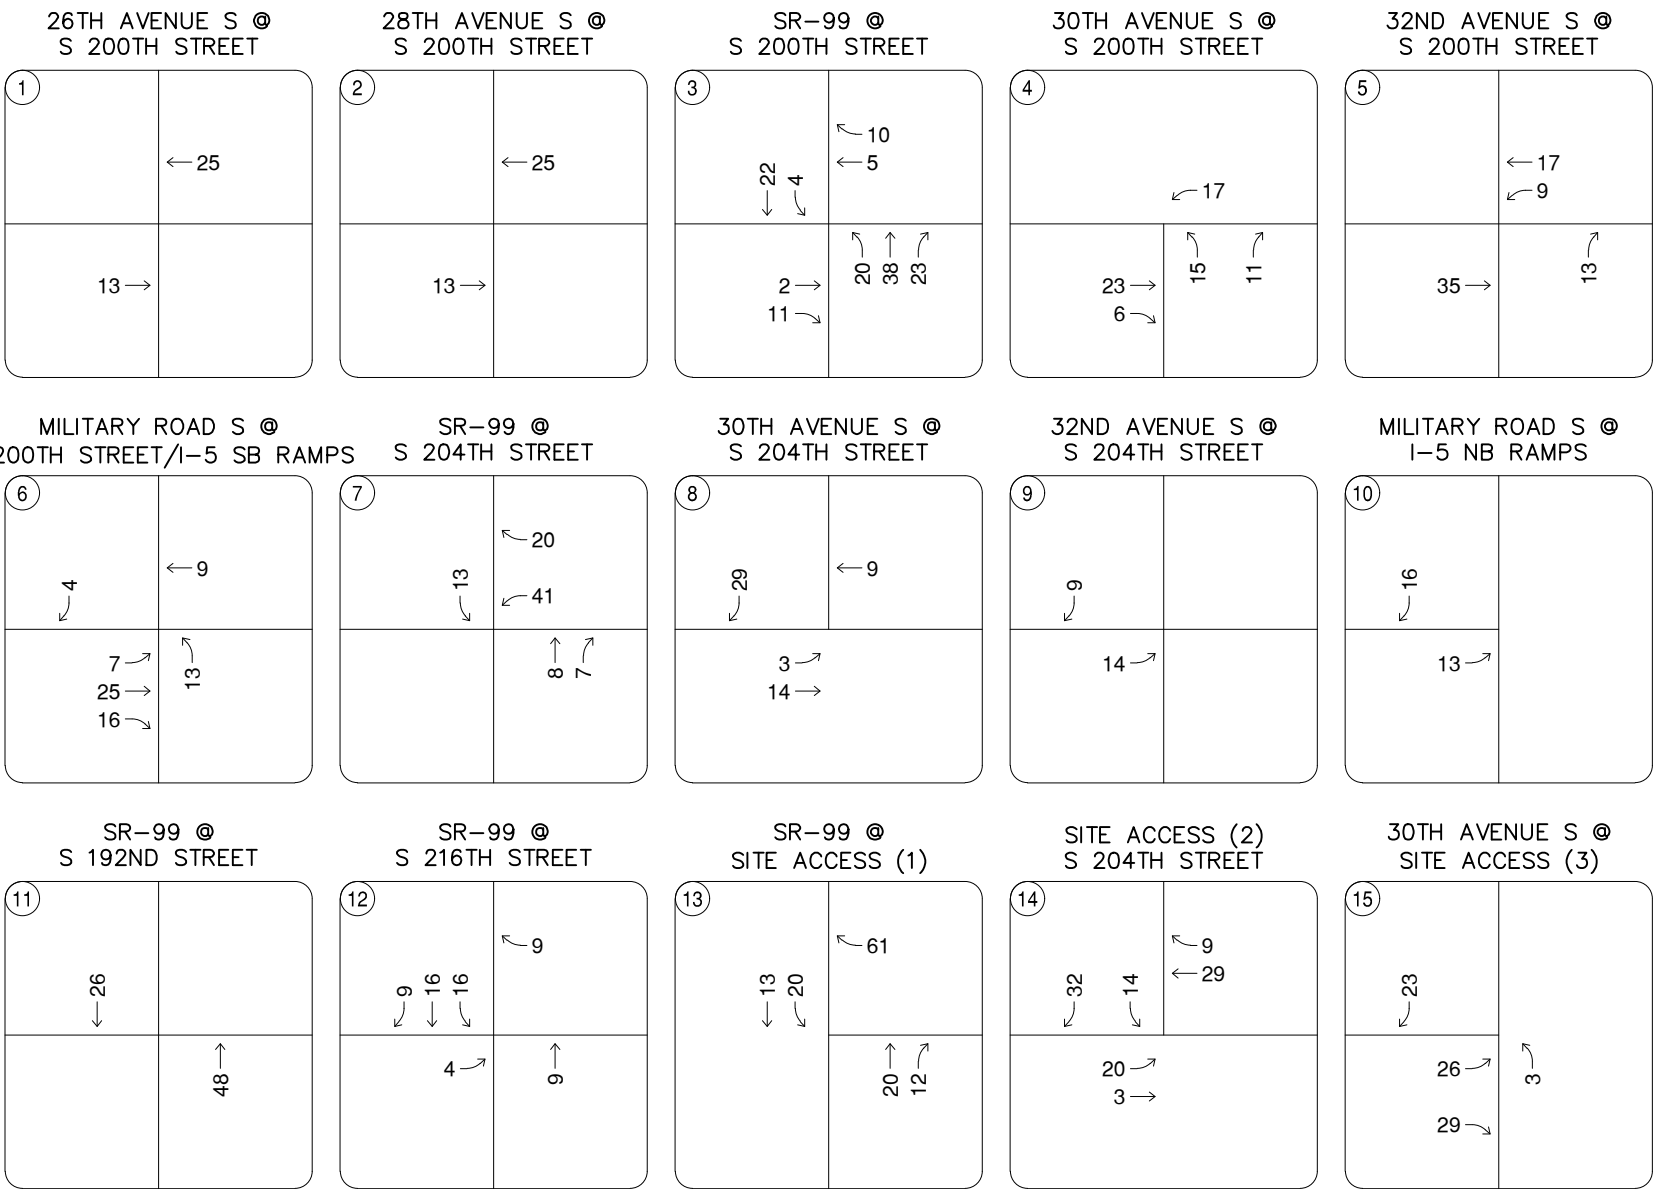 26TH AVENUE S @
S 200TH STREET
28TH AVENUE S @
S 200TH STREET
SR-99 @
S 200TH STREET
30TH AVENUE S @
S 200TH STREET
32ND AVENUE S @
S 200TH STREET
1
25
13
2
25
13
3
10
5
22
4
20
38
23
2
11
4
17
15
11
23
6
5
17
9
13
35
MILITARY ROAD S @
200TH STREET/I-5 SB RAMPS
SR-99 @
S 204TH STREET
30TH AVENUE S @
S 204TH STREET
32ND AVENUE S @
S 204TH STREET
MILITARY ROAD S @
I-5 NB RAMPS
6
9
4
7
25
16
13
7
20
13
41
8
7
8
9
29
3
14
9
9
14
10
16
13
SR-99 @
S 192ND STREET
SR-99 @
S 216TH STREET
SR-99 @
SITE ACCESS (1)
SITE ACCESS (2)
S 204TH STREET
30TH AVENUE S @
SITE ACCESS (3)
11
26
48
12
9
9
16
16
4
9
13
61
13
20
20
12
14
9
29
32
14
20
3
15
23
26
3
29